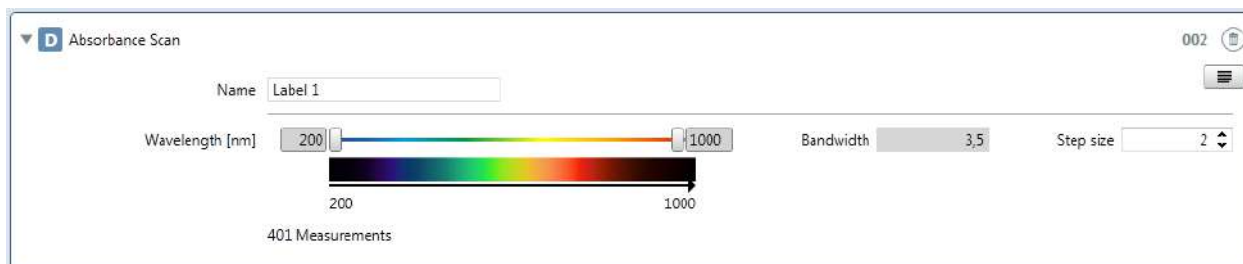 D Absorbance Scan 002
Name Label 1
Wavelength [nm] 200 1000 Bandwidth 3,5 Step size 2
200 1000
401 Measurements